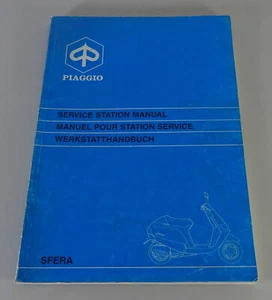 PIAGGIO
SERVICE STATION MANUAL
MANUEL POUR STATION SERVICE
WERKSTATTHANDBUCH
SFERA